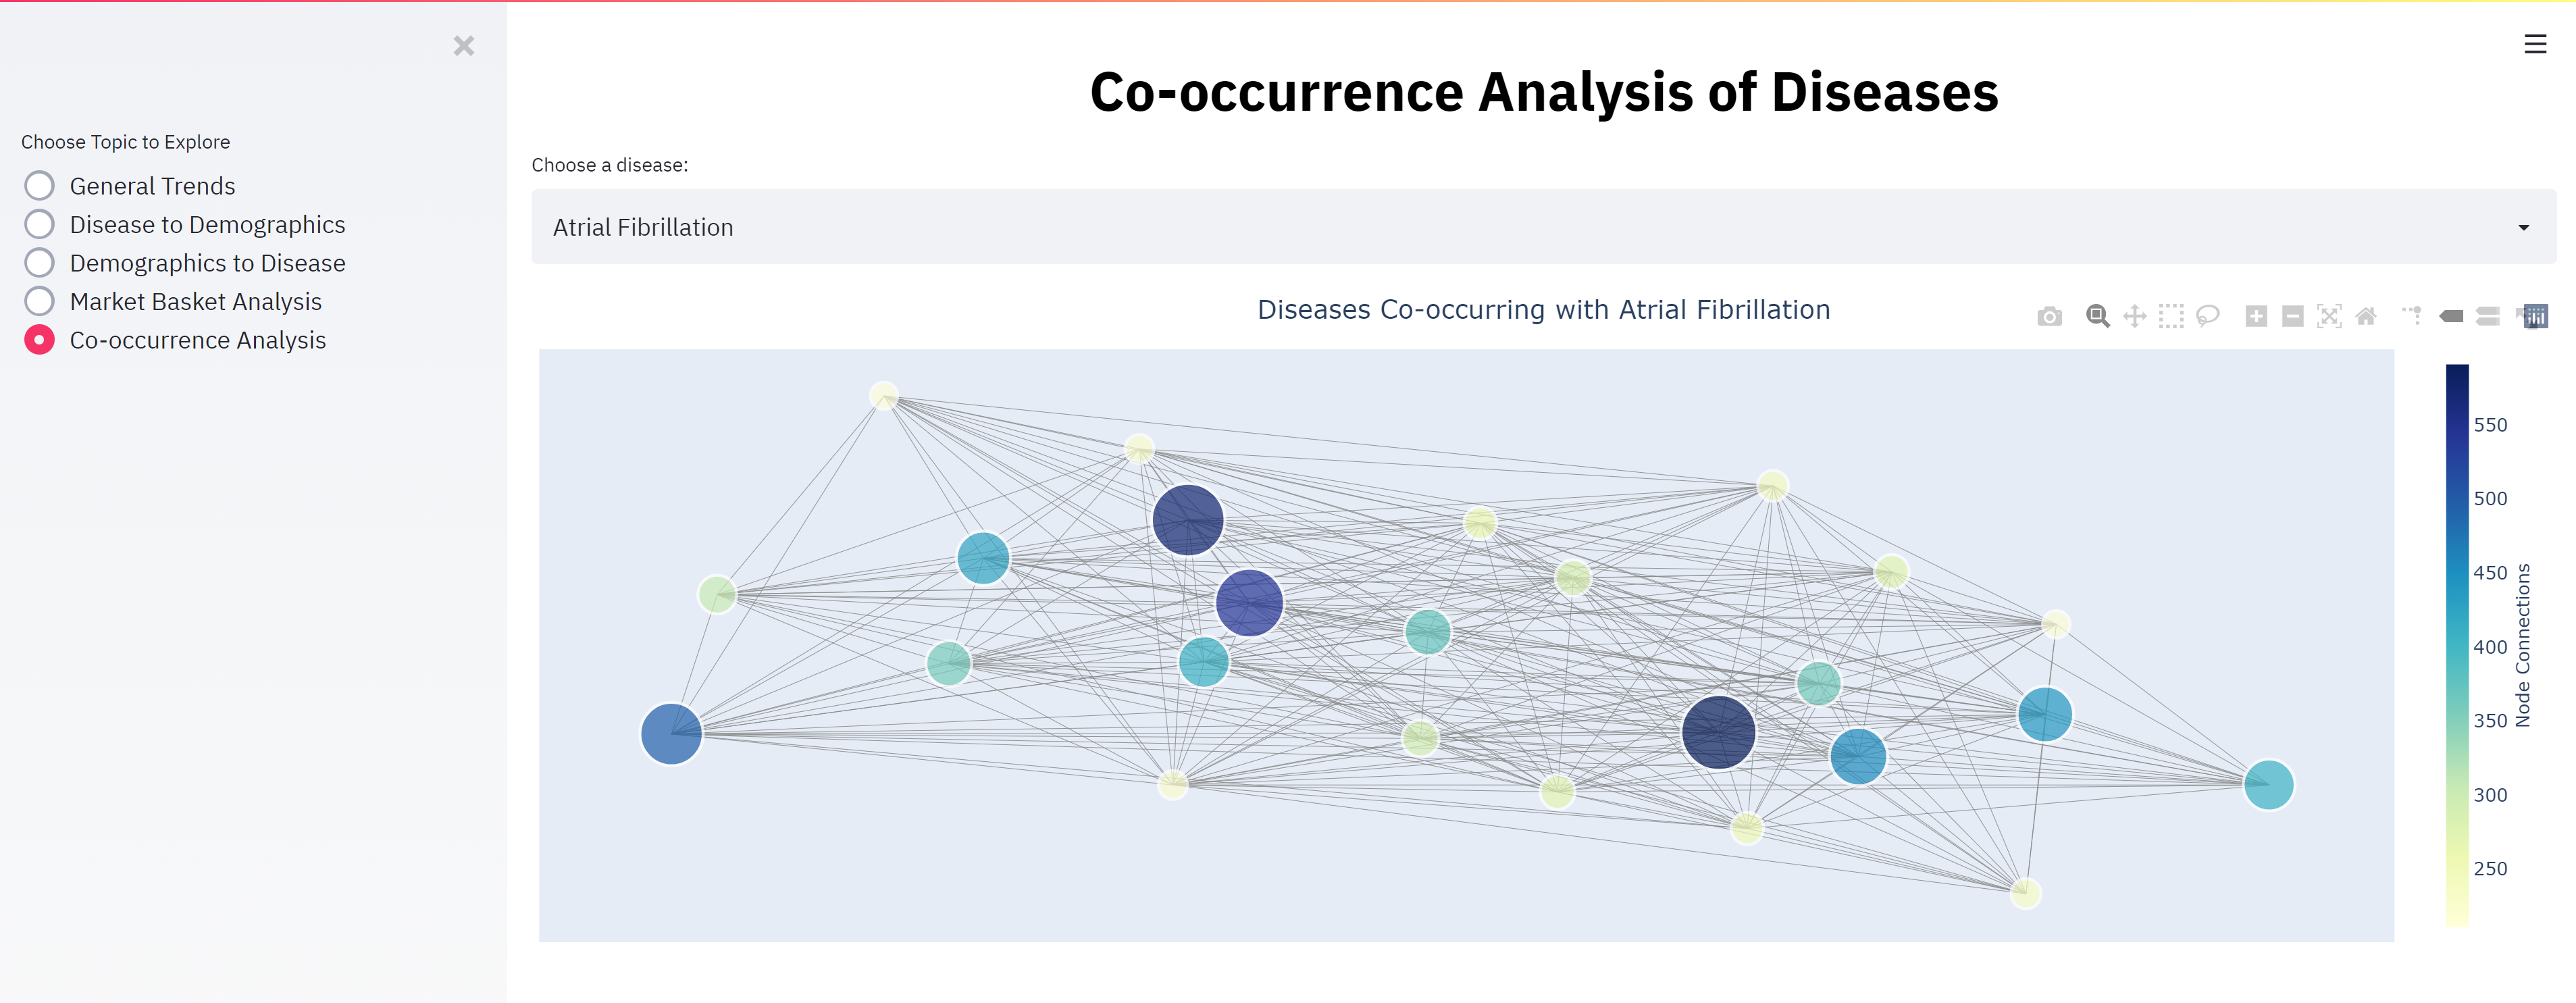 Co-occurrence Analysis of Diseases
Choose Topic to Explore
General Trends
Disease to Demographics
Demographics to Disease
Market Basket Analysis
Co-occurrence Analysis
Choose a disease:
Atrial Fibrillation
Diseases Co-occurring with Atrial Fibrillation
550
500
450
400
350
300
250
Node Connections